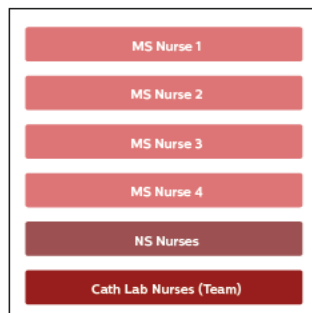 MS Nurse 1
MS Nurse 2
MS Nurse 3
MS Nurse 4
NS Nurses
Cath Lab Nurses (Team)